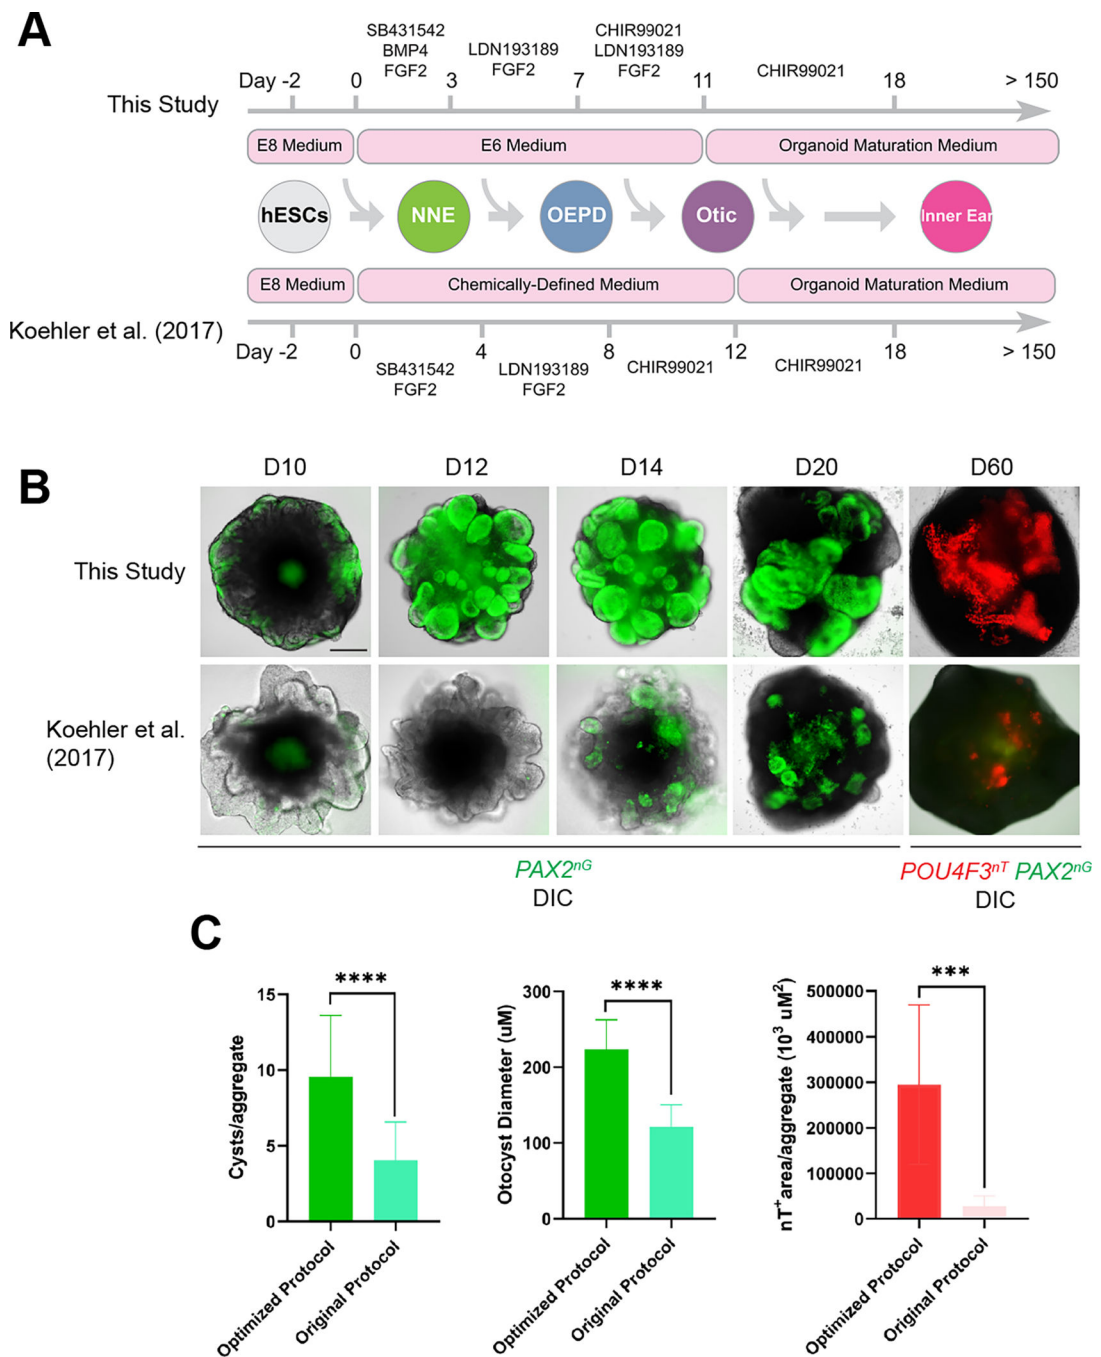 A
SB431542
BMP4
FGF2
LDN193189
FGF2
CHIR99021
LDN193189
FGF2
CHIR99021
Day -2 0 3 7 11 18 > 150
This Study
E8 Medium E6 Medium Organoid Maturation Medium
hESCs NNE OEPD Otic Inner Ear
E8 Medium Chemically-Defined Medium Organoid Maturation Medium
Koehler et al. (2017)
Day -2 0 4 8 12 18 > 150
SB431542
FGF2
LDN193189
FGF2
CHIR99021
CHIR99021
B
D10 D12 D14 D20 D60
This Study
Koehler et al.
(2017)
PAX2nG
DIC
POU4F3nT PAX2nG
DIC
C
****
Cysts/aggregate
15
10
5
0
Optimized Protocol
Original Protocol
****
Otocyst Diameter (uM)
300
200
100
0
Optimized Protocol
Original Protocol
***
nT+ area/aggregate (10³ uM²)
500000
400000
300000
200000
100000
0
Optimized Protocol
Original Protocol